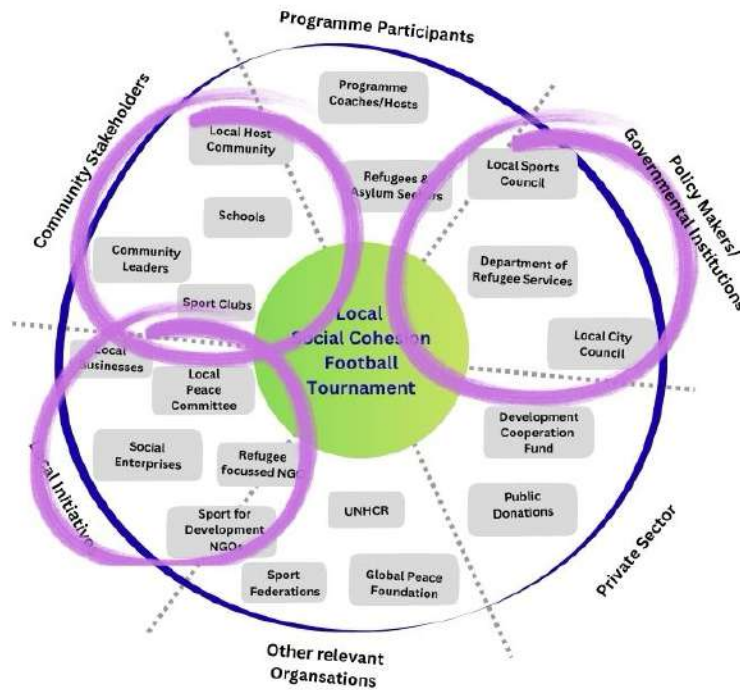 Programme Participants
Community Stakeholders
Policy Makers/
Governmental Institutions
Programme
Coaches/Hosts
Local Host
Community
Refugees &
Asylum Seekers
Local Sports
Council
Schools
Community
Leaders
Department of
Refugee Services
Sport Clubs
Local
Social Cohesion
Football
Tournament
Local City
Council
Local
Businesses
Local
Peace
Committee
Development
Cooperation
Fund
Social
Enterprises
Refugee
focussed NGO
Public
Donations
UNHCR
Sport for
Development
NGOs
Local Initiative
Sport
Federations
Global Peace
Foundation
Private Sector
Other relevant
Organsations